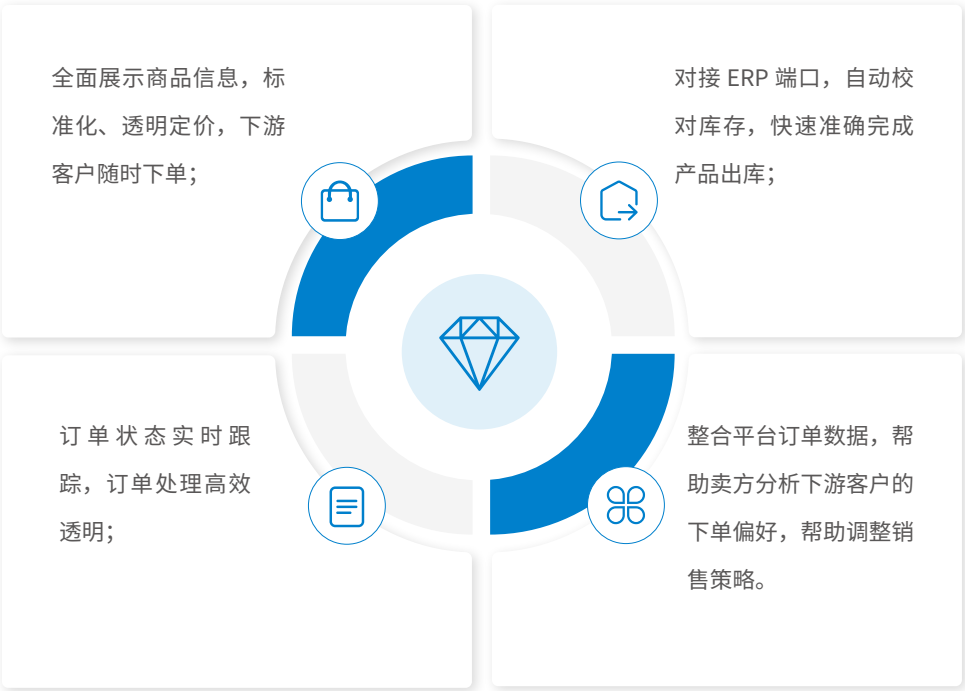 全面展示商品信息，标
准化、透明定价，下游
客户随时下单；
对接 ERP 端口，自动校
对库存，快速准确完成
产品出库；
订单状态实时跟
踪，订单处理高效
透明；
整合平台订单数据，帮
助卖方分析下游客户的
下单偏好，帮助调整销
售策略。